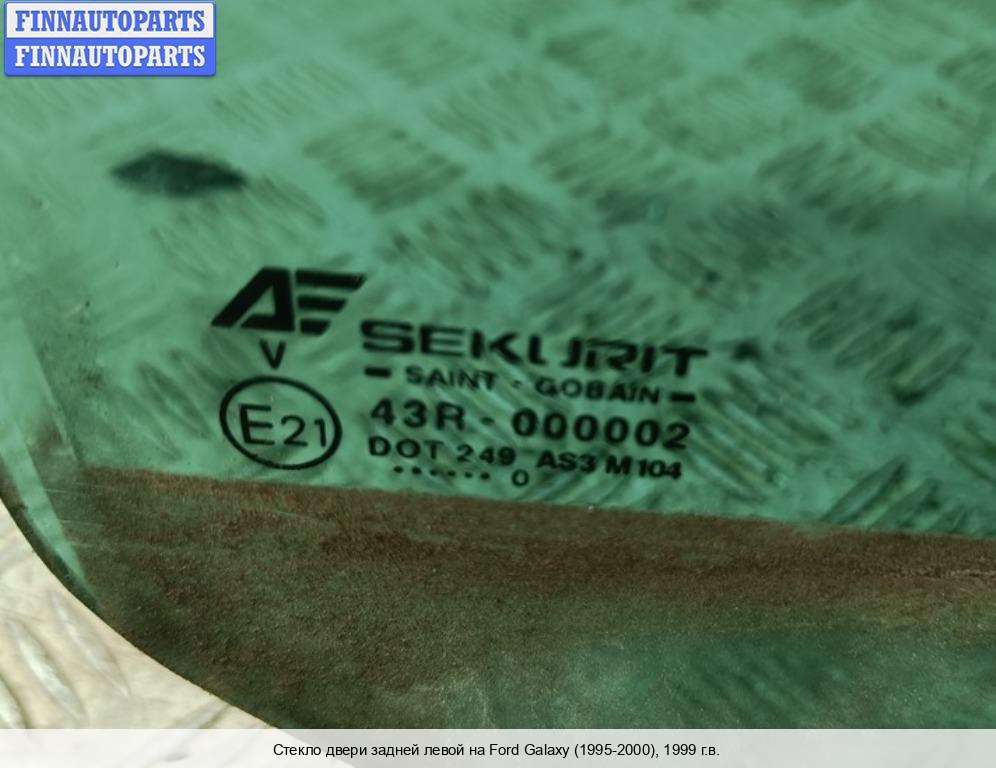 FINNAUTOPARTS
FINNAUTOPARTS
AE
SEKURIT
V
- SAINT - GOBAIN -
43R - 000002
E21
DOT 249 AS3 M104
...... 0
Стекло двери задней левой на Ford Galaxy (1995-2000), 1999 г.в.